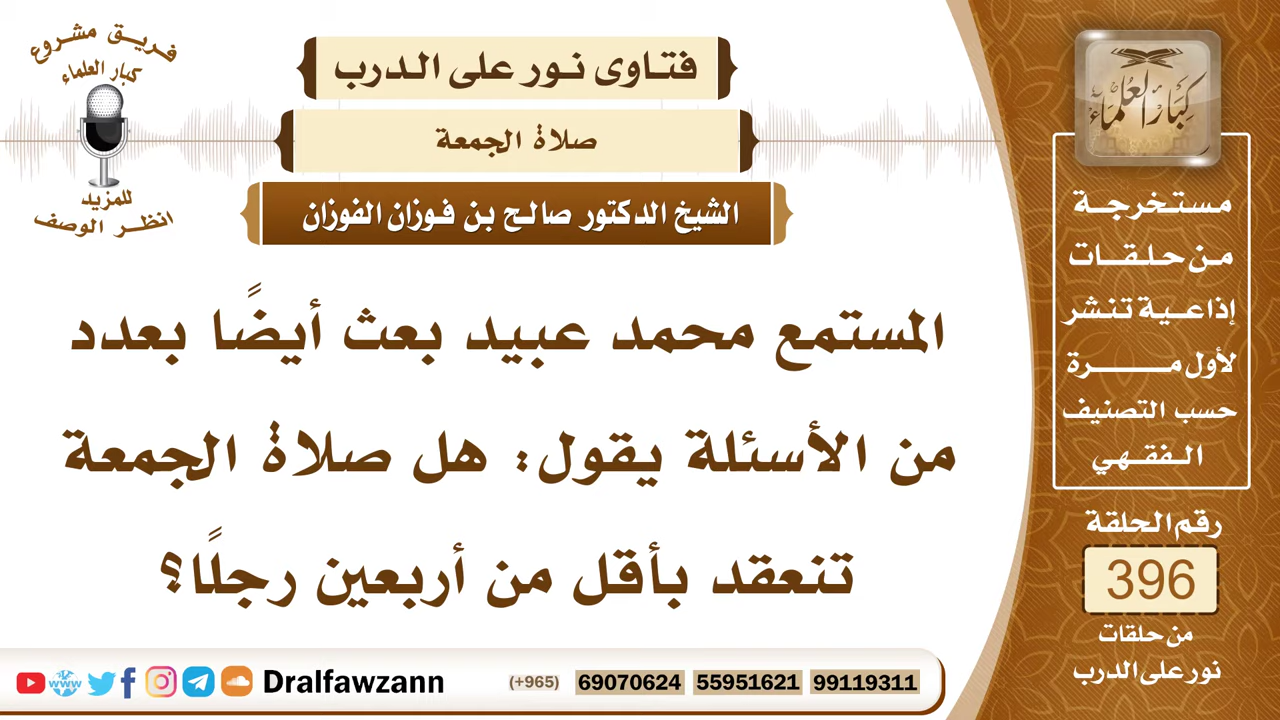 فريق مشروع
كبار العلماء
للمزيد
انظر الوصف
فتاوى نور على الدرب
صلاة الجمعة
الشيخ الدكتور صالح بن فوزان الفوزان
المستمع محمد عبيد بعث أيضًا بعدد
من الأسئلة يقول: هل صلاة الجمعة
تنعقد بأقل من أربعين رجلًا؟
كبار العلماء
مستخرجة
من حلقات
إذاعية تنشر
لأول مرة
حسب التصنيف
الفقهي
رقم الحلقة
396
من حلقات
نور على الدرب
www Dralfawzann (+965) 69070624 55951621 99119311